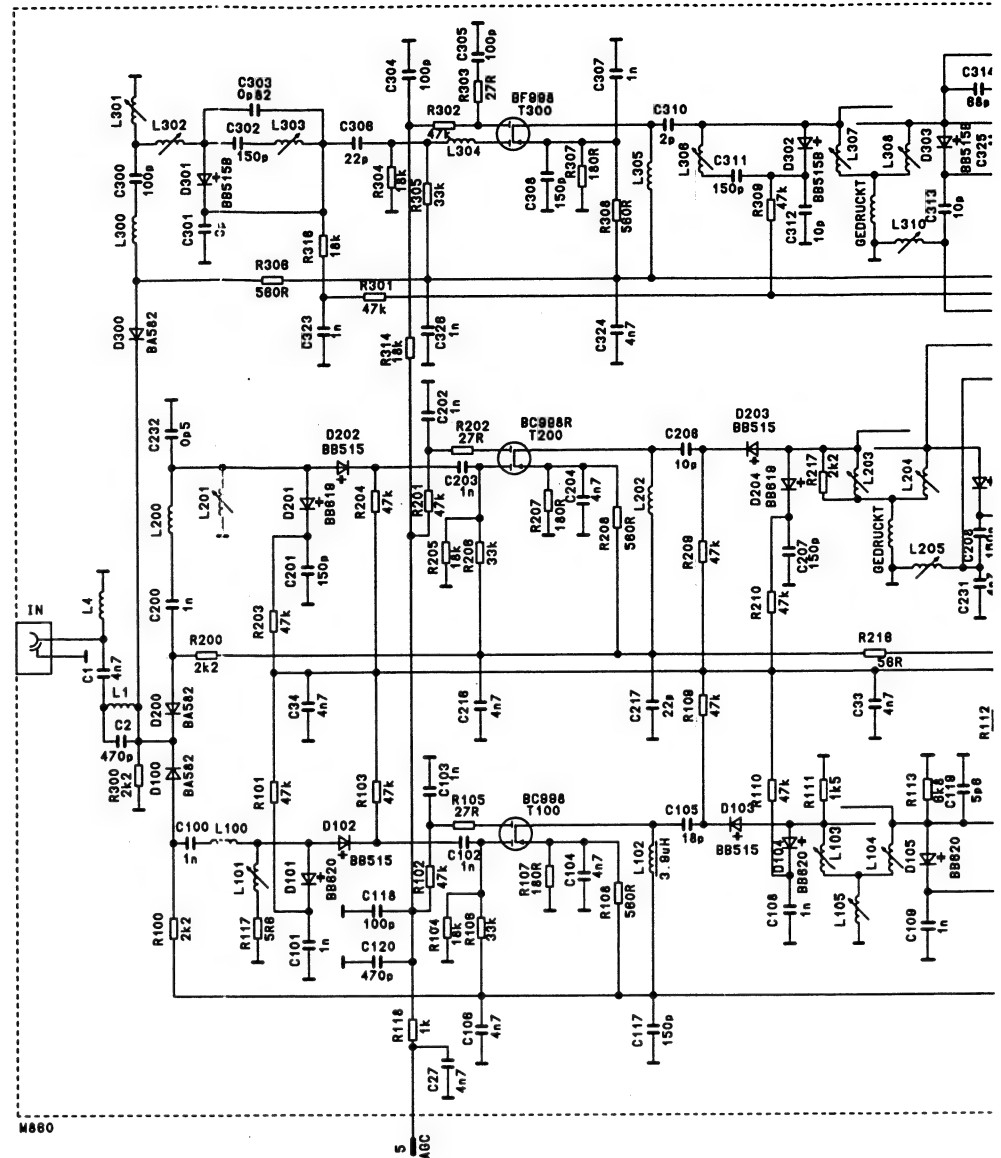 C305
100p
C304
100p
R303
27R
C307
1n
C303
0p82
L301
L302
C302
150p
L303
C306
22p
R302
47k
L304
BF998
T300
C310
2p
C314
68p
D302
BB515B
L307
L308
D303
BB515B
C325
1n
C300
100p
D301
BB515B
R304
18k
R305
33k
C308
150p
R307
180R
L305
L306
C311
150p
R309
47k
C312
10p
L300
C301
R316
18k
R308
560R
GEDRUCKT
C313
10p
L310
R306
560R
R301
47k
D300
BA582
C323
1n
R314
18k
C326
1n
C324
4n7
C202
1n
C232
0p5
D202
BB515
R202
27R
BC998R
T200
C206
10p
D203
BB515
L200
L201
D201
BB619
R204
47k
C203
1n
R201
47k
R207
180R
C204
4n7
L202
D204
BB619
R217
2k2
L203
L204
R205
18k
R206
33k
R208
560R
R209
47k
C207
150p
GEDRUCKT
L205
C208
C231
4n7
C201
150p
R203
47k
R210
47k
IN
L4
C200
1n
R200
2k2
R216
56R
C1
4n7
L1
C2
470p
D200
BA582
C34
4n7
C216
4n7
C217
22p
R109
47k
C33
4n7
R112
R300
2k2
D100
BA582
R101
47k
R103
47k
C103
1n
R105
27R
BC998
T100
R110
47k
R111
1k5
R113
6k8
C119
5p6
C100
1n
L100
D102
BB515
C102
1n
C105
18p
D103
BB515
L101
D101
BB620
R102
47k
R107
180R
C104
4n7
L102
3.9uH
D104
BB620
L103
L104
D105
BB620
R100
2k2
R117
5R6
C101
1n
C118
100p
R104
18k
R106
33k
R108
560R
C108
1n
L105
C109
1n
C120
470p
R118
1k
C106
4n7
C117
150p
C27
4n7
M860
5
AGC